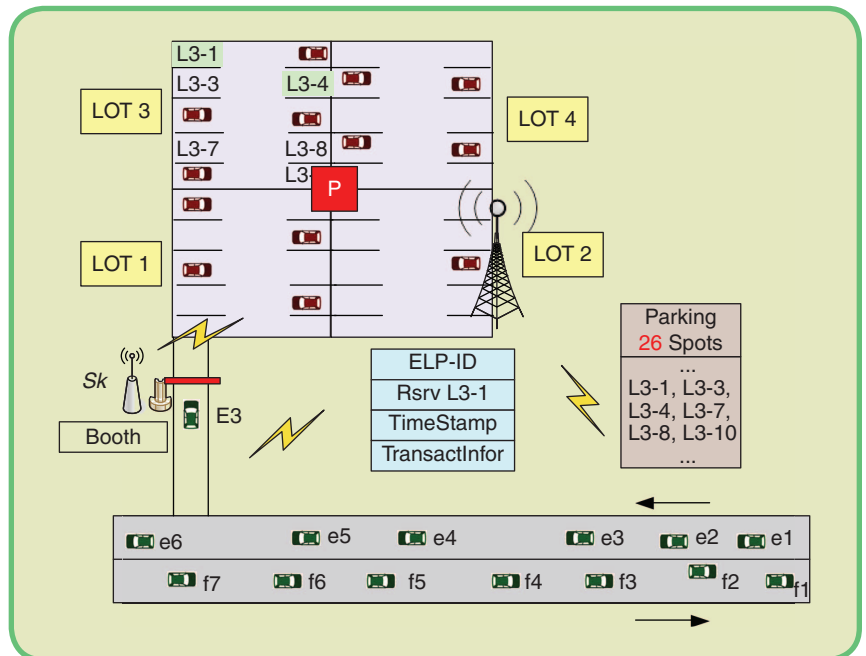 L3-1
L3-3 L3-4
LOT 3
LOT 4
L3-7 L3-8
L3-
P
LOT 1
LOT 2
Parking
26 Spots
...
L3-1, L3-3,
L3-4, L3-7,
L3-8, L3-10
...
ELP-ID
Rsrv L3-1
TimeStamp
TransactInfor
Sk
E3
Booth
e6 e5 e4 e3 e2 e1
f7 f6 f5 f4 f3 f2 f1